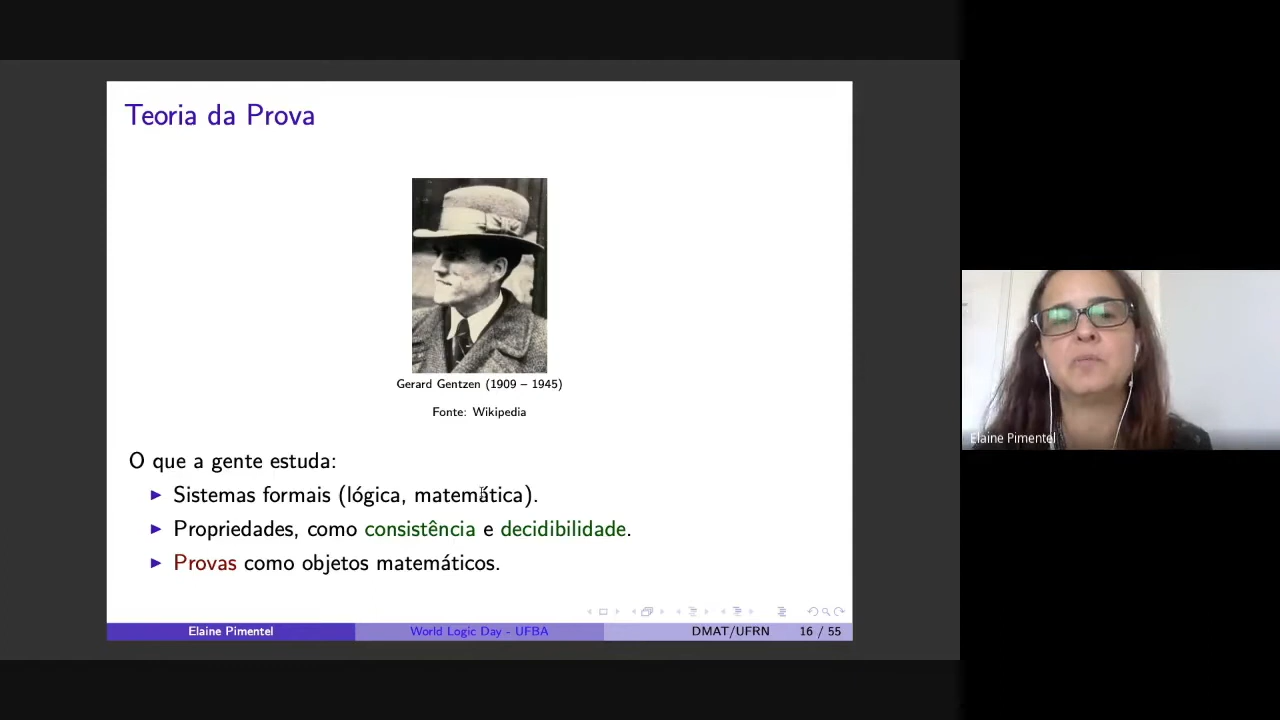 Teoria da Prova
Gerard Gentzen (1909 – 1945)
Fonte: Wikipedia
O que a gente estuda:
Sistemas formais (lógica, matemática).
Propriedades, como consistência e decidibilidade.
Provas como objetos matemáticos.
Elaine Pimentel World Logic Day - UFBA DMAT/UFRN 16 / 55
Elaine Pimentel